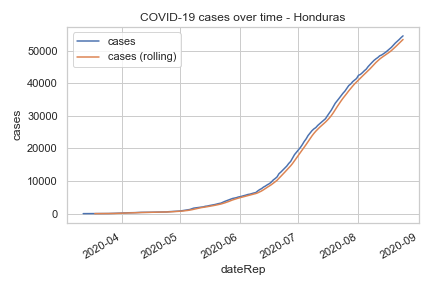 COVID-19 cases over time - Honduras
cases
cases (rolling)
50000
40000
30000
20000
10000
0
cases
2020-04
2020-05
2020-06
2020-07
2020-08
2020-09
dateRep